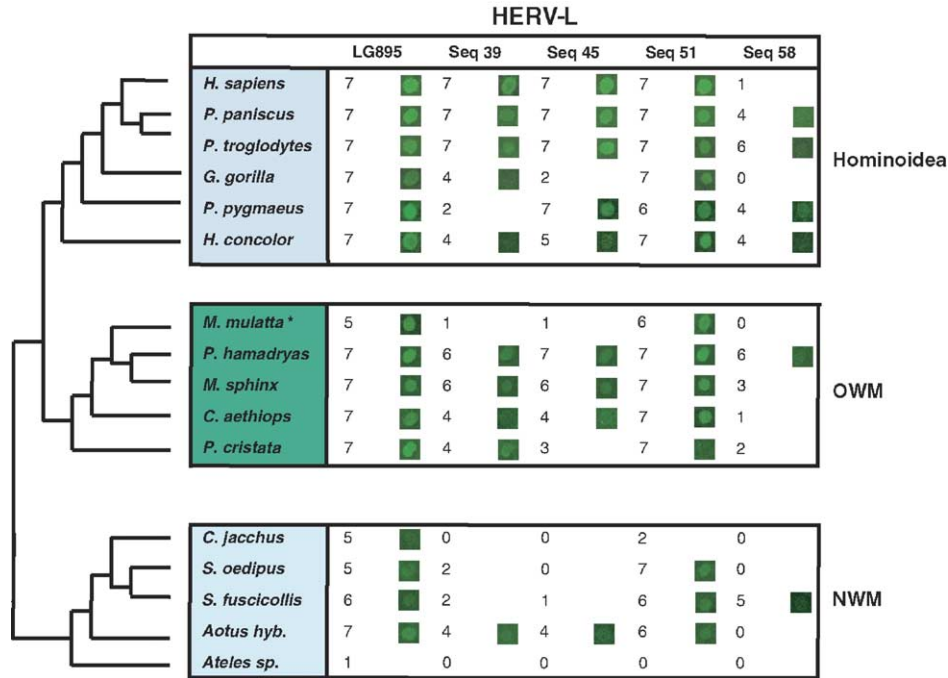 HERV-L
LG895 Seq 39 Seq 45 Seq 51 Seq 58
H. sapiens 7 7 7 7 1
P. paniscus 7 7 7 7 4
P. troglodytes 7 7 7 7 6
G. gorilla 7 4 2 7 0
P. pygmaeus 7 2 7 6 4
H. concolor 7 4 5 7 4
Hominoidea
M. mulatta * 5 1 1 6 0
P. hamadryas 7 6 7 7 6
M. sphinx 7 6 6 7 3
C. aethiops 7 4 4 7 1
P. cristata 7 4 3 7 2
OWM
C. jacchus 5 0 0 2 0
S. oedipus 5 2 0 7 0
S. fuscicollis 6 2 1 6 5
Aotus hyb. 7 4 4 6 0
Ateles sp. 1 0 0 0 0
NWM